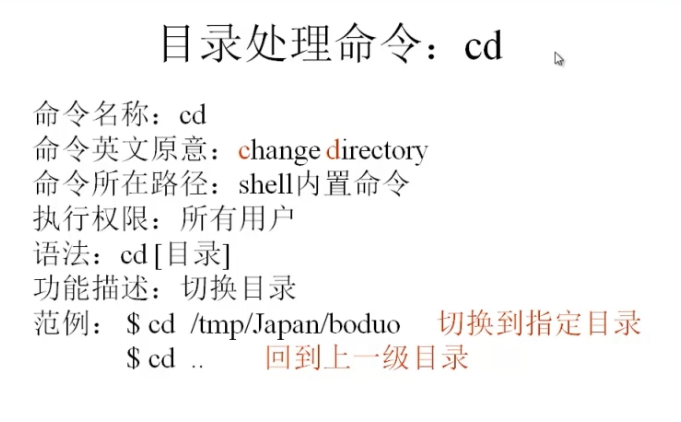 目录处理命令：cd
命令名称：cd
命令英文原意：change directory
命令所在路径：shell内置命令
执行权限：所有用户
语法：cd [目录]
功能描述：切换目录
范例： $ cd /tmp/Japan/boduo 切换到指定目录
$ cd .. 回到上一级目录